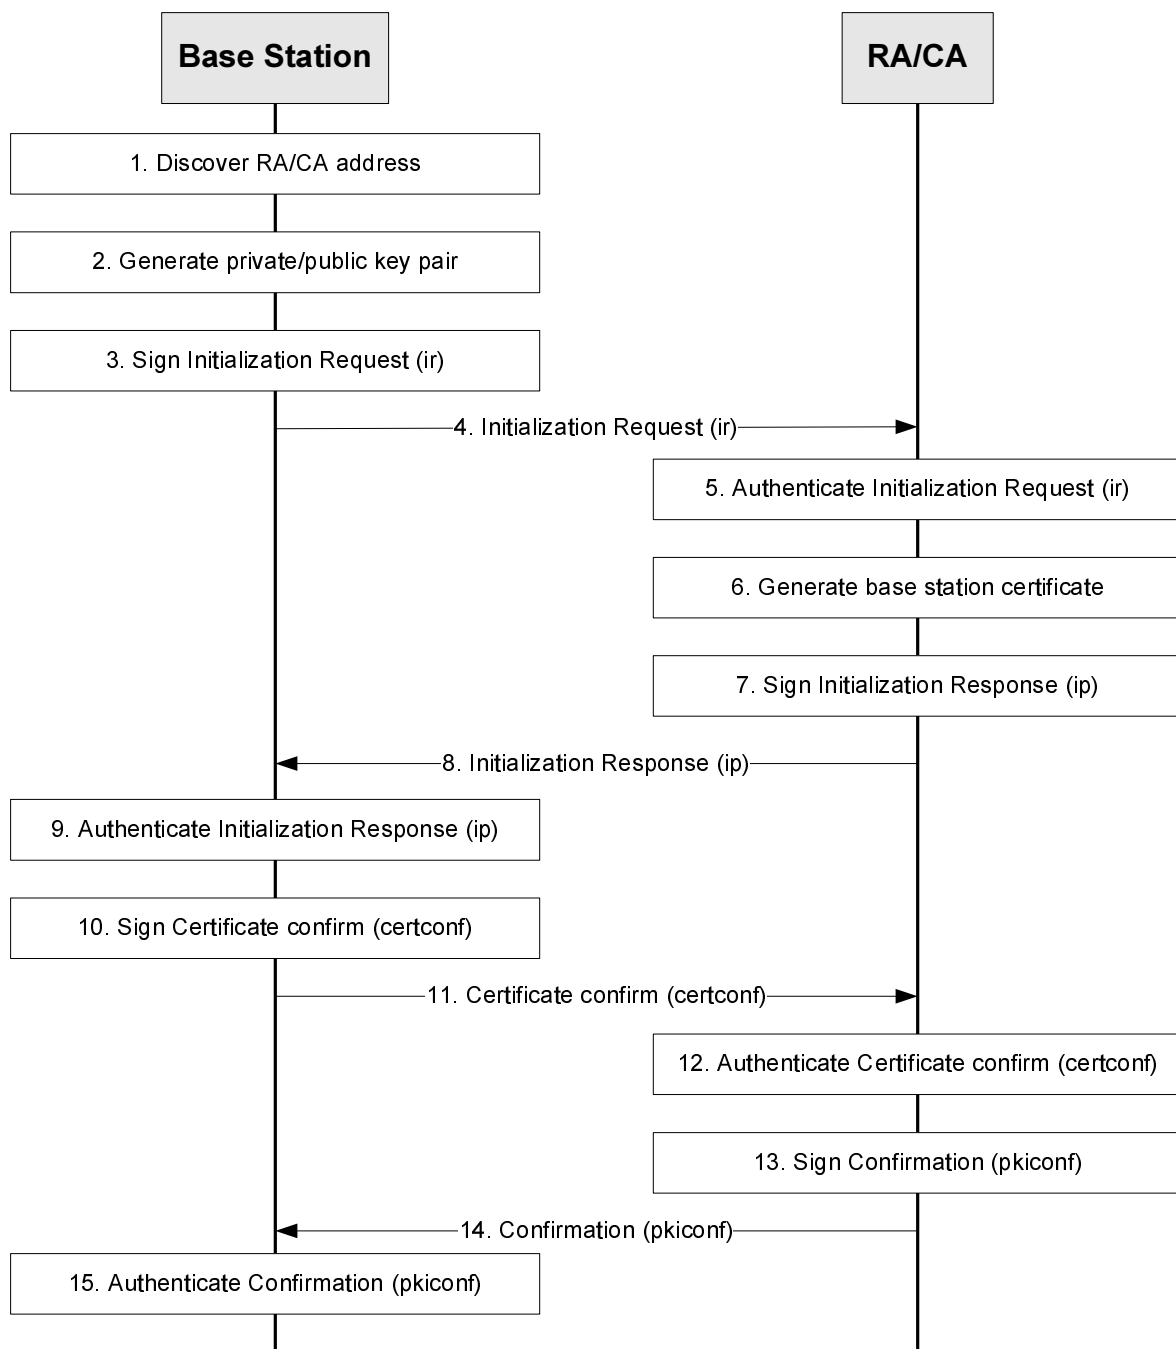 Base Station
RA/CA
1. Discover RA/CA address
2. Generate private/public key pair
3. Sign Initialization Request (ir)
4. Initialization Request (ir)
5. Authenticate Initialization Request (ir)
6. Generate base station certificate
7. Sign Initialization Response (ip)
8. Initialization Response (ip)
9. Authenticate Initialization Response (ip)
10. Sign Certificate confirm (certconf)
11. Certificate confirm (certconf)
12. Authenticate Certificate confirm (certconf)
13. Sign Confirmation (pkiconf)
14. Confirmation (pkiconf)
15. Authenticate Confirmation (pkiconf)